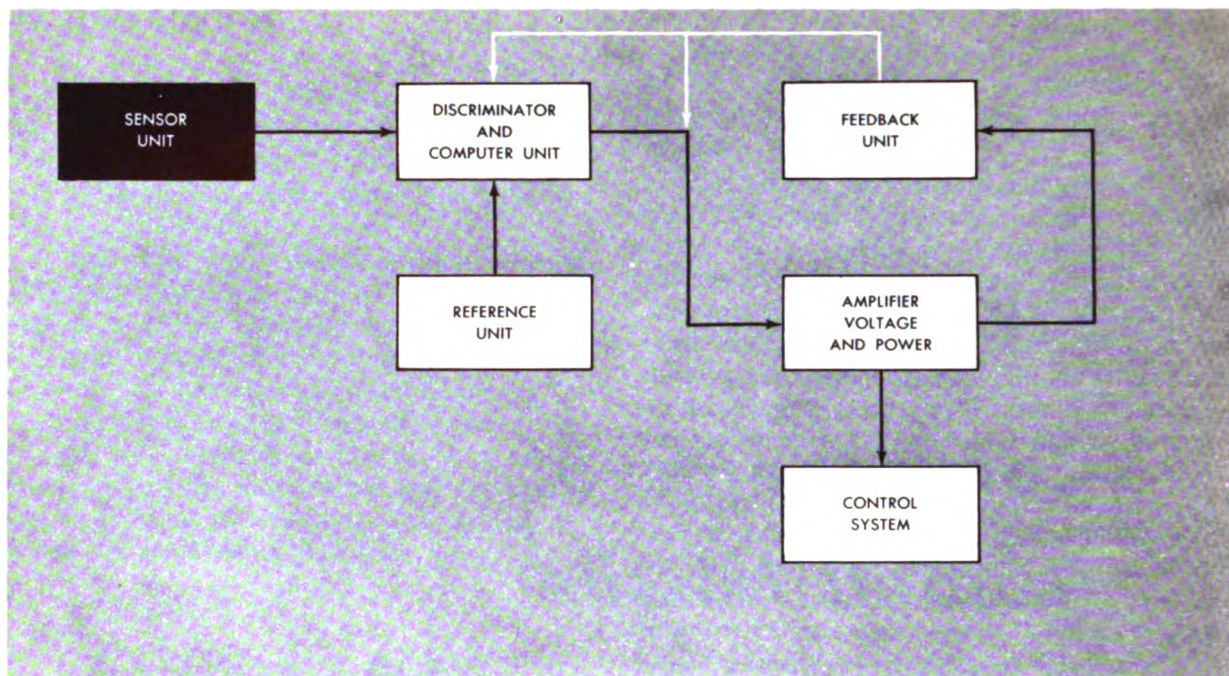 SENSOR
UNIT
DISCRIMINATOR
AND
COMPUTER UNIT
FEEDBACK
UNIT
REFERENCE
UNIT
AMPLIFIER
VOLTAGE
AND POWER
CONTROL
SYSTEM